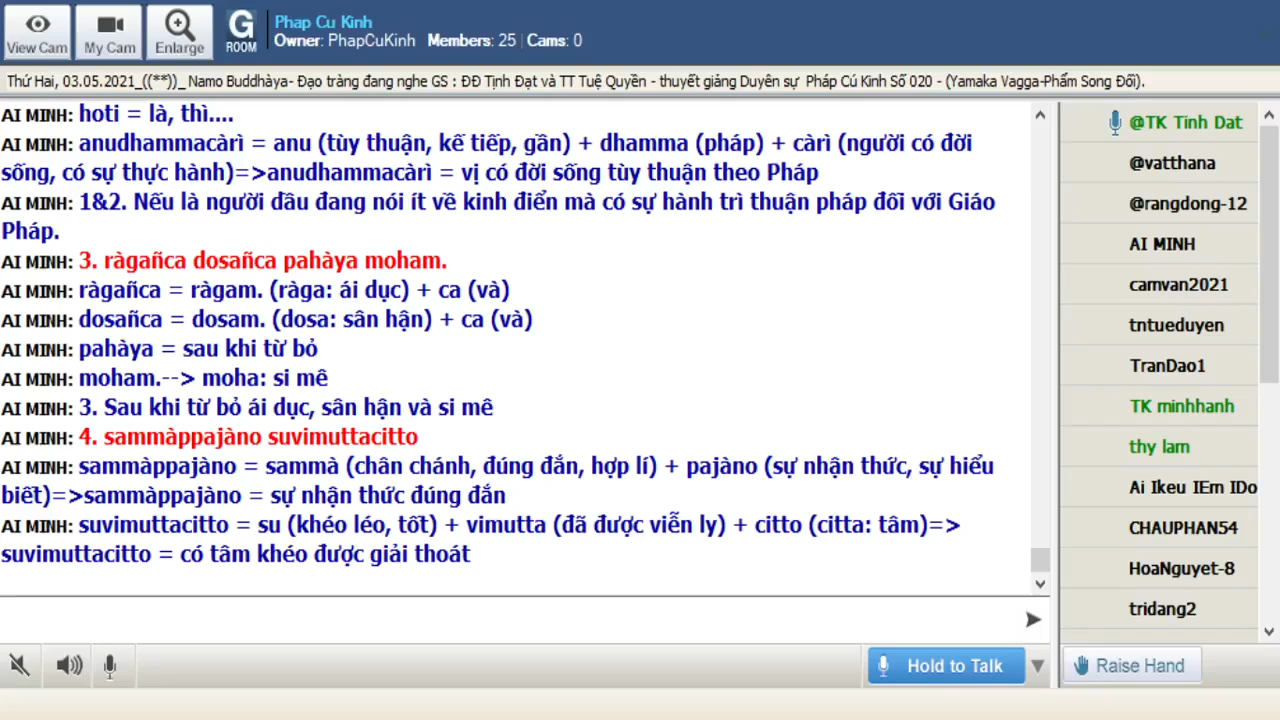 View Cam
My Cam
Enlarge
G
ROOM
Phap Cu Kinh
Owner: PhapCuKinh Members: 25 | Cams: 0
Thứ Hai, 03.05.2021_((**))_ Namo Buddhàya- Đạo tràng đang nghe GS : ĐĐ Tịnh Đạt và TT Tuệ Quyền - thuyết giảng Duyên sự Pháp Cú Kinh Số 020 - (Yamaka Vagga-Phẩm Song Đối).
AI MINH: hoti = là, thì....
AI MINH: anudhammacàrì = anu (tùy thuận, kế tiếp, gần) + dhamma (pháp) + càrì (người có đời
sống, có sự thực hành)=>anudhammacàrì = vị có đời sống tùy thuận theo Pháp
AI MINH: 1&2. Nếu là người dầu đang nói ít về kinh điển mà có sự hành trì thuận pháp đối với Giáo
Pháp.
AI MINH: 3. ràgañca dosañca pahàya moham.
AI MINH: ràgañca = ràgam. (ràga: ái dục) + ca (và)
AI MINH: dosañca = dosam. (dosa: sân hận) + ca (và)
AI MINH: pahàya = sau khi từ bỏ
AI MINH: moham.--> moha: si mê
AI MINH: 3. Sau khi từ bỏ ái dục, sân hận và si mê
AI MINH: 4. sammàppajàno suvimuttacitto
AI MINH: sammàppajàno = sammà (chân chánh, đúng đắn, hợp lí) + pajàno (sự nhận thức, sự hiểu
biết)=>sammàppajàno = sự nhận thức đúng đắn
AI MINH: suvimuttacitto = su (khéo léo, tốt) + vimutta (đã được viễn ly) + citto (citta: tâm)=>
suvimuttacitto = có tâm khéo được giải thoát
@TK Tinh Dat
@vatthana
@rangdong-12
AI MINH
camvan2021
tntueduyen
TranDao1
TK minhhanh
thy lam
Ai Ikeu IEm IDo
CHAUPHAN54
HoaNguyet-8
tridang2
Hold to Talk
Raise Hand